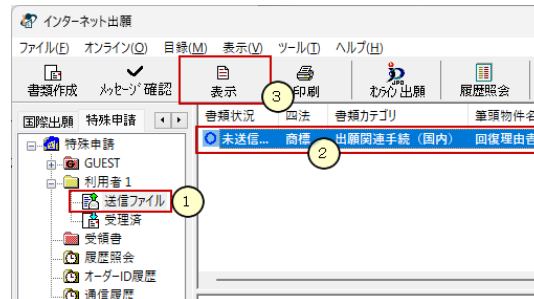 インターネット出願
ファイル(F) オンライン(O) 目録(M) 表示(V) ツール(T) ヘルプ(H)
書類作成 メッセージ確認 表示 印刷 オンライン出願 履歴照会
3
国際出願 特殊申請
書類状況 四法 書類カテゴリ 筆頭物件名
未送信... 商標 出願関連手続（国内） 回復理由書
2
特殊申請
GUEST
利用者1
送信ファイル
1
受理済
受領書
履歴照会
オーダーID履歴
通信履歴